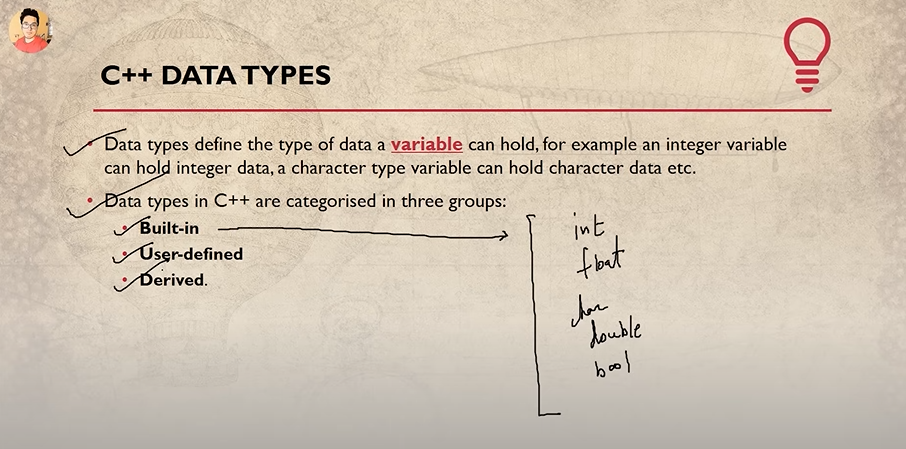 C++ DATA TYPES
• Data types define the type of data a variable can hold, for example an integer variable
can hold integer data, a character type variable can hold character data etc.
• Data types in C++ are categorised in three groups:
• Built-in
• User-defined
• Derived.
int
float
char
double
bool